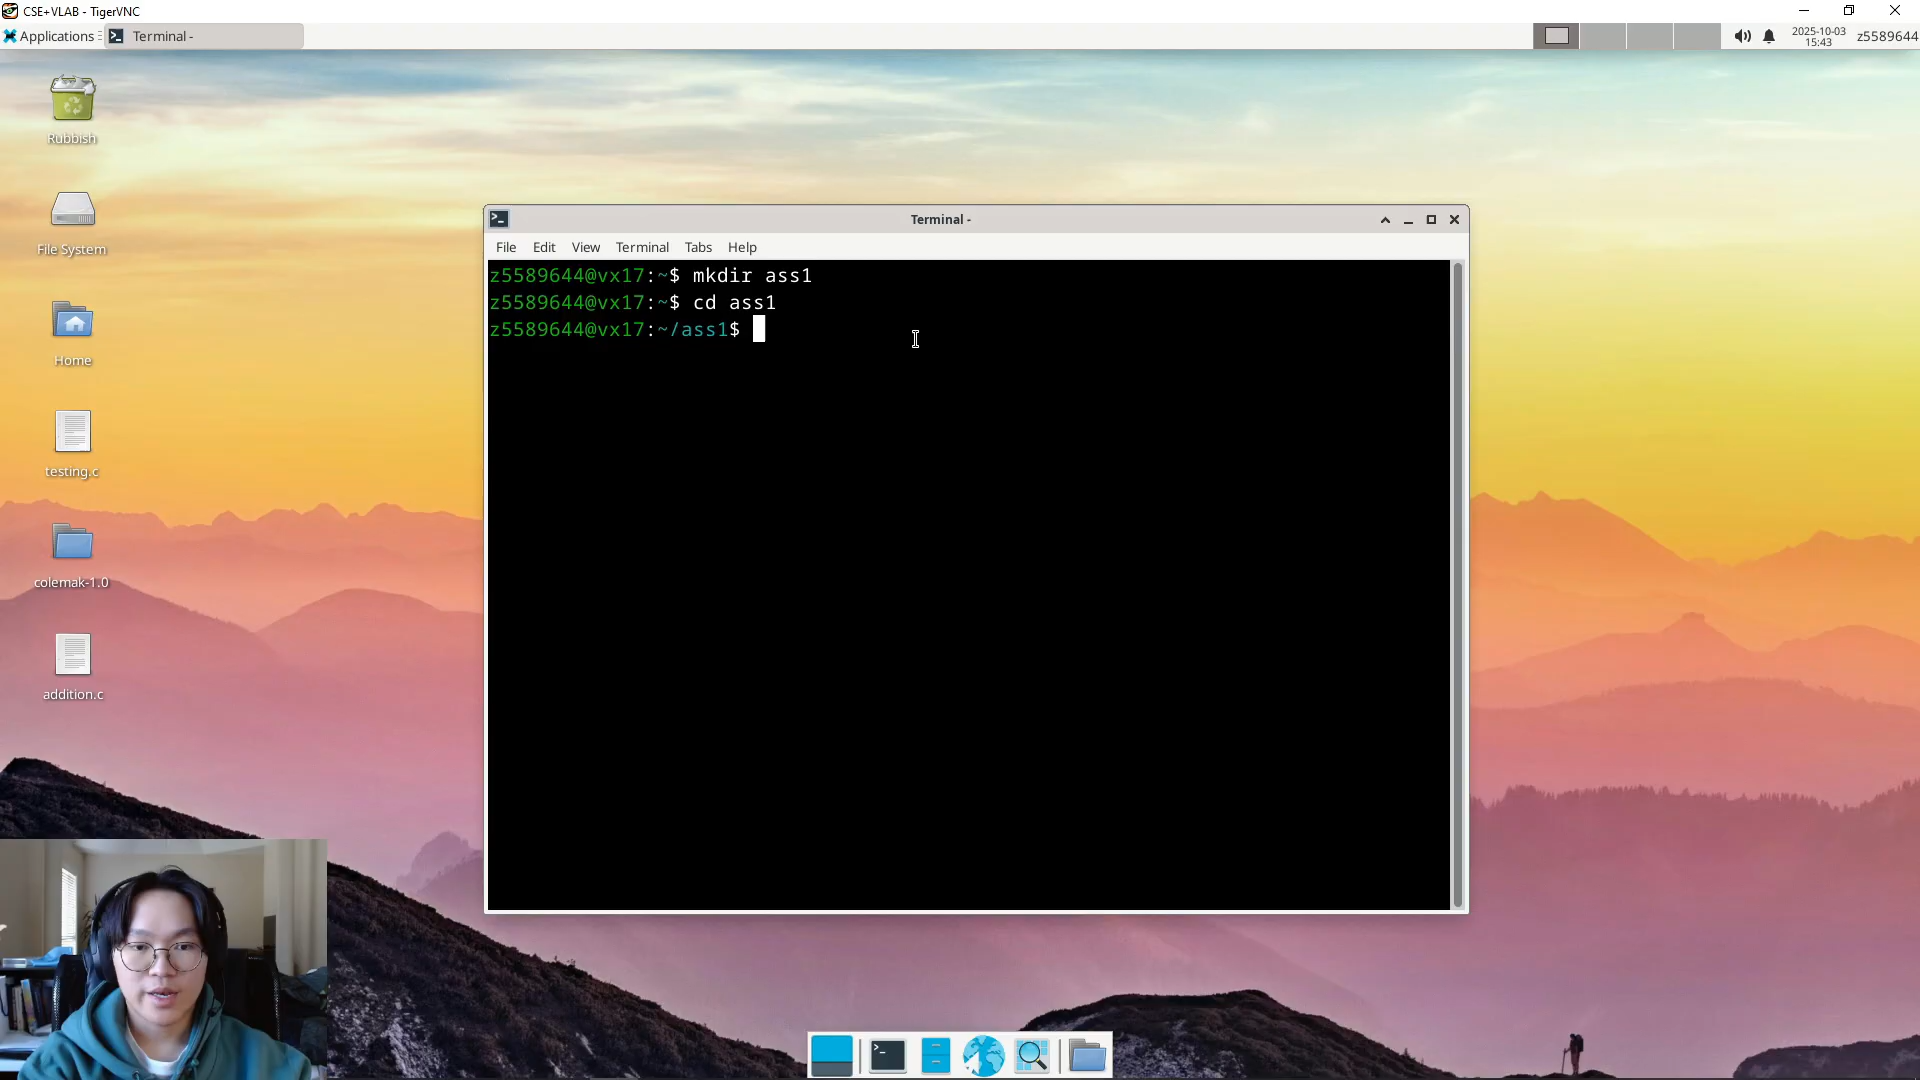 CSE+VLAB - TigerVNC
Applications
Terminal -
2025-10-03
15:43
z5589644
Rubbish
File System
Home
testing.c
colemak-1.0
addition.c
Terminal -
File Edit View Terminal Tabs Help
z5589644@vx17:~$ mkdir ass1
z5589644@vx17:~$ cd ass1
z5589644@vx17:~/ass1$